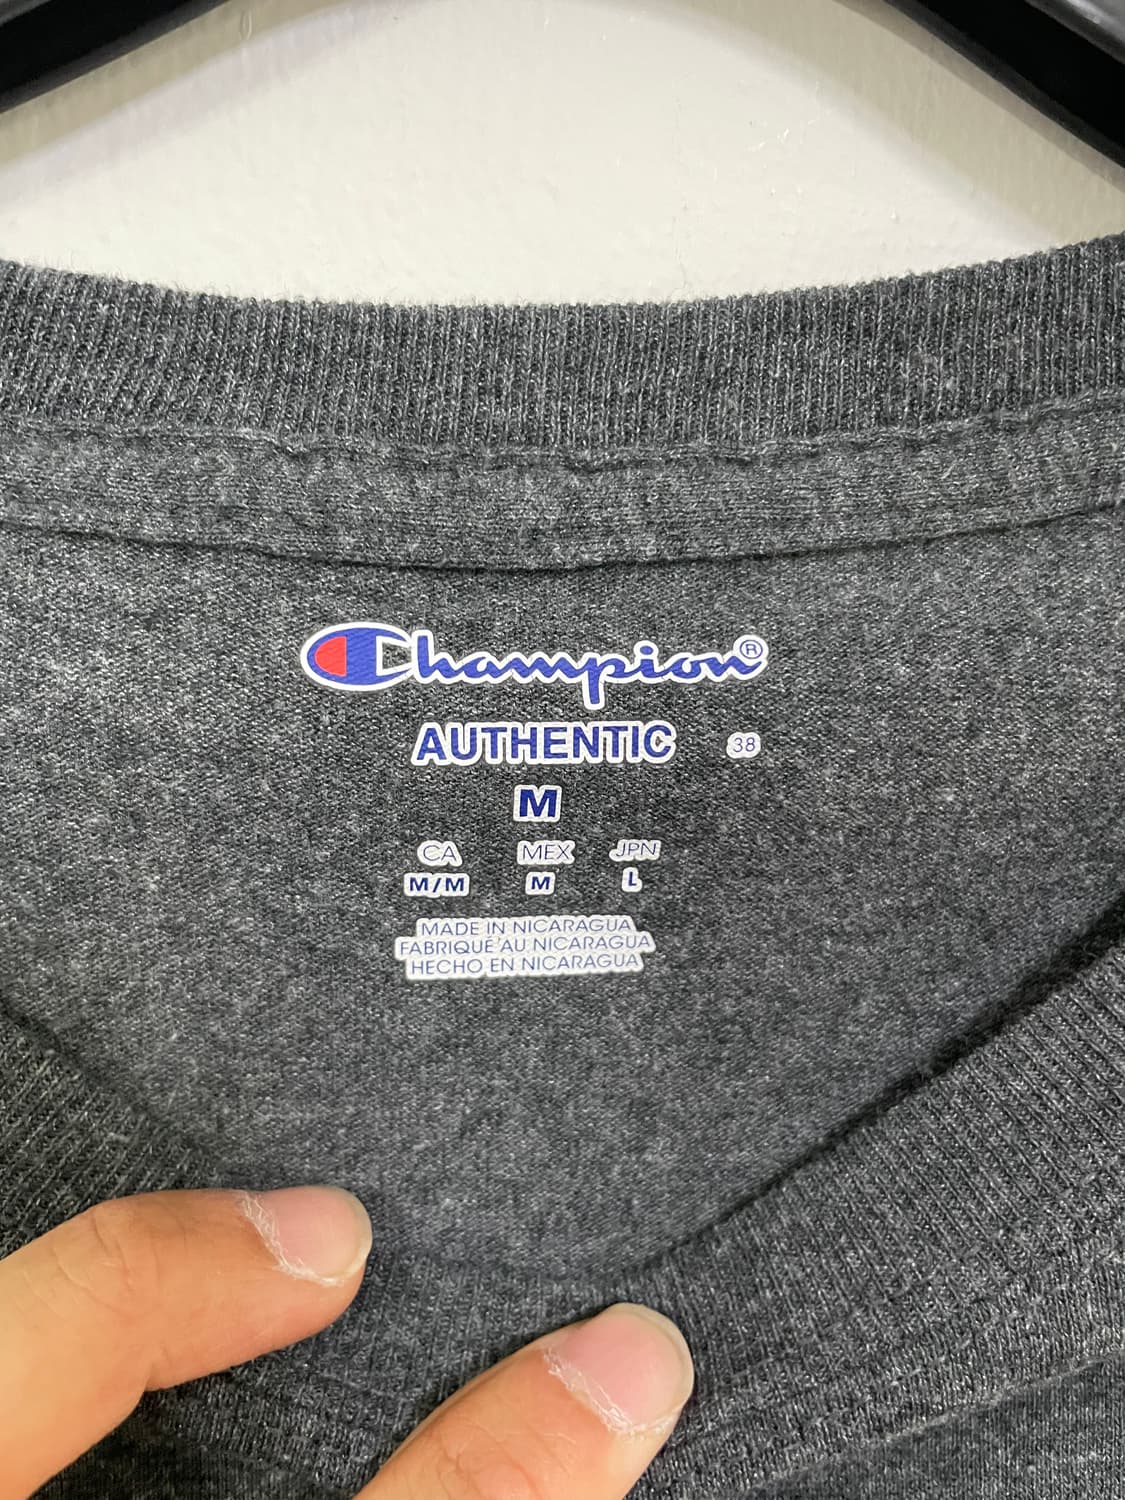 Champion®
AUTHENTIC 38
M
CA MEX JPN
M/M M L
MADE IN NICARAGUA
FABRIQUÉ AU NICARAGUA
HECHO EN NICARAGUA